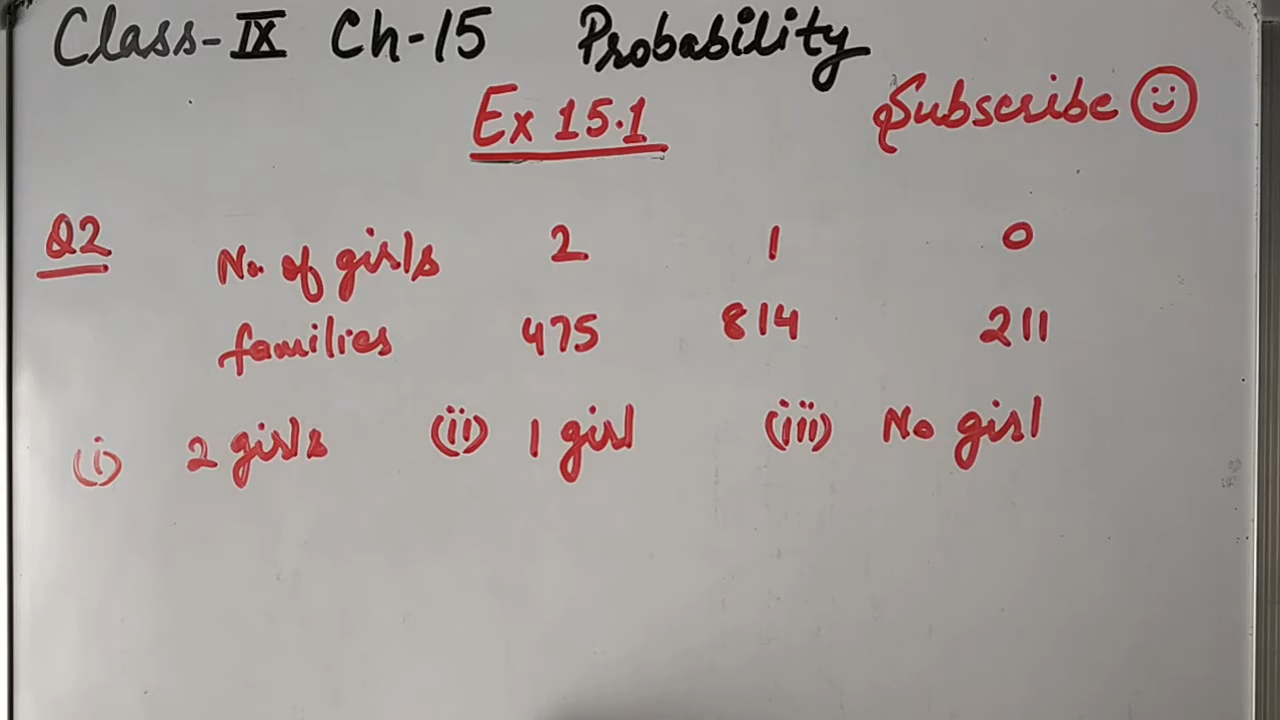 Class-IX Ch-15 Probability
Ex 15.1 Subscribe
Q2 No. of girls 2 1 0
families 475 814 211
(i) 2 girls (ii) 1 girl (iii) No girl